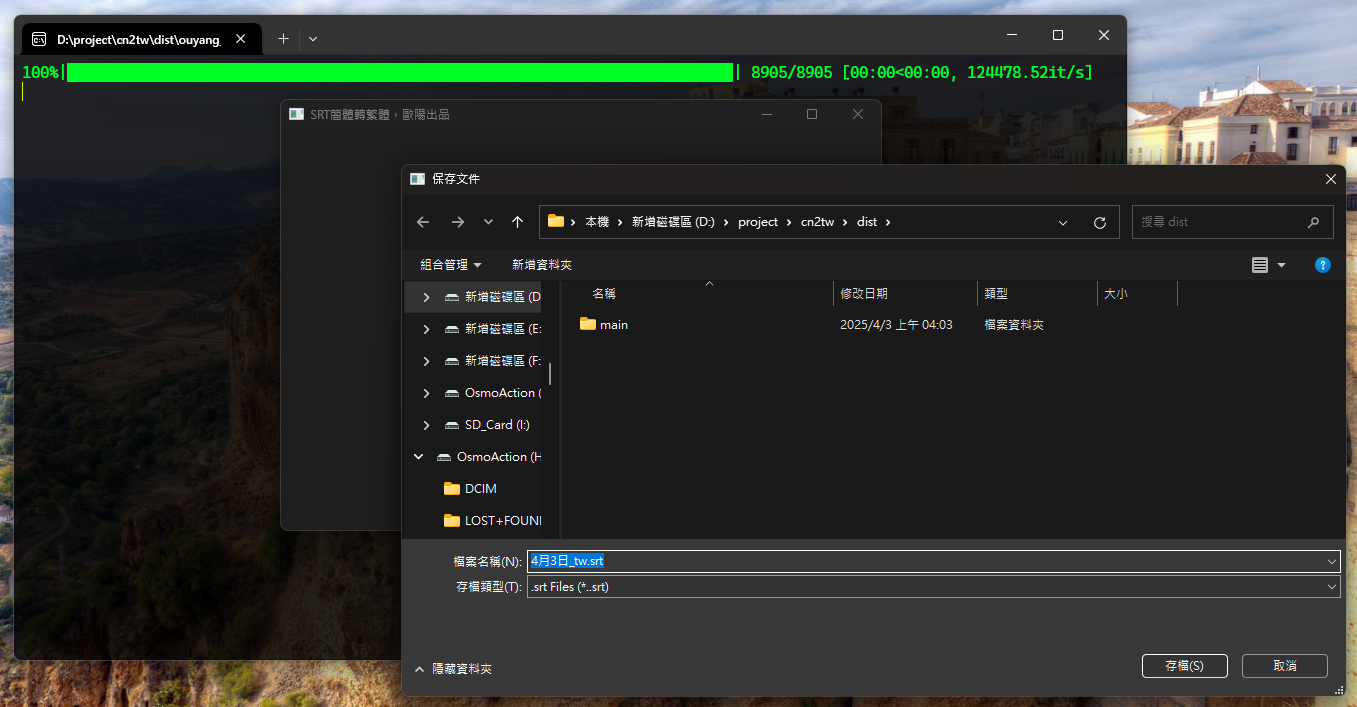 D:\project\cn2tw\dist\ouyang_
100%| | 8905/8905 [00:00<00:00, 124478.52it/s]
SRT簡體轉繁體，歐陽出品
保存文件
本機 › 新增磁碟區 (D:) › project › cn2tw › dist ›
搜尋 dist
組合管理
新增資料夾
名稱
修改日期
類型
大小
新增磁碟區 (D
新增磁碟區 (E:
新增磁碟區 (F:
OsmoAction (
SD_Card (I:)
OsmoAction (H
DCIM
LOST+FOUN
main
2025/4/3 上午 04:03
檔案資料夾
檔案名稱(N): 4月3日_tw.srt
存檔類型(T): .srt Files (*..srt)
隱藏資料夾
存檔(S)
取消